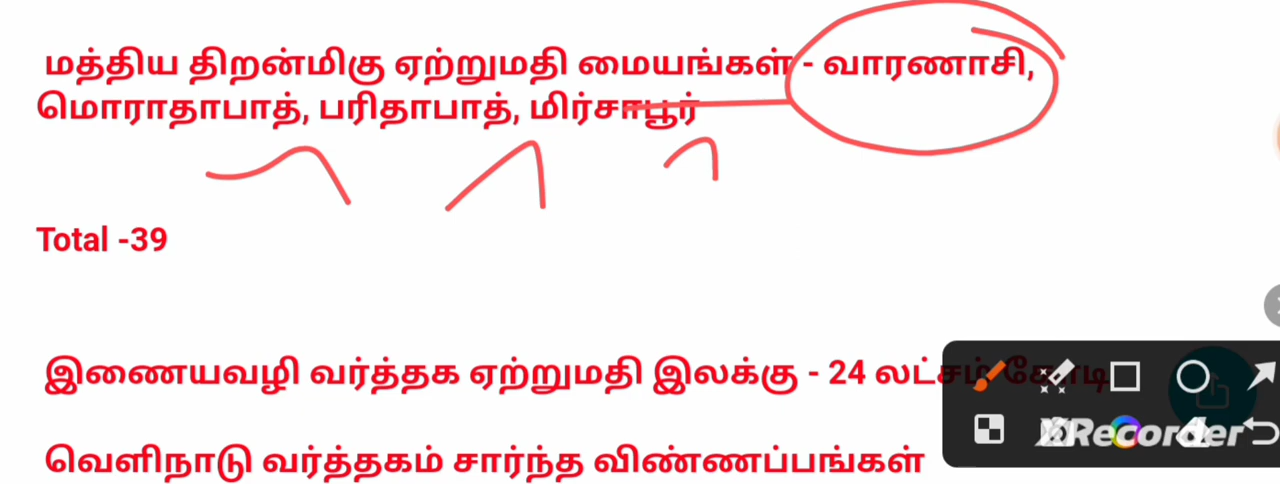 மத்திய திறன்மிகு ஏற்றுமதி மையங்கள் - வாரணாசி,
மொராதாபாத், பரிதாபாத், மிர்சாபூர்
Total -39
இணையவழி வர்த்தக ஏற்றுமதி இலக்கு - 24 லட்சம் கோடி
வெளிநாடு வர்த்தகம் சார்ந்த விண்ணப்பங்கள்
XRecorder